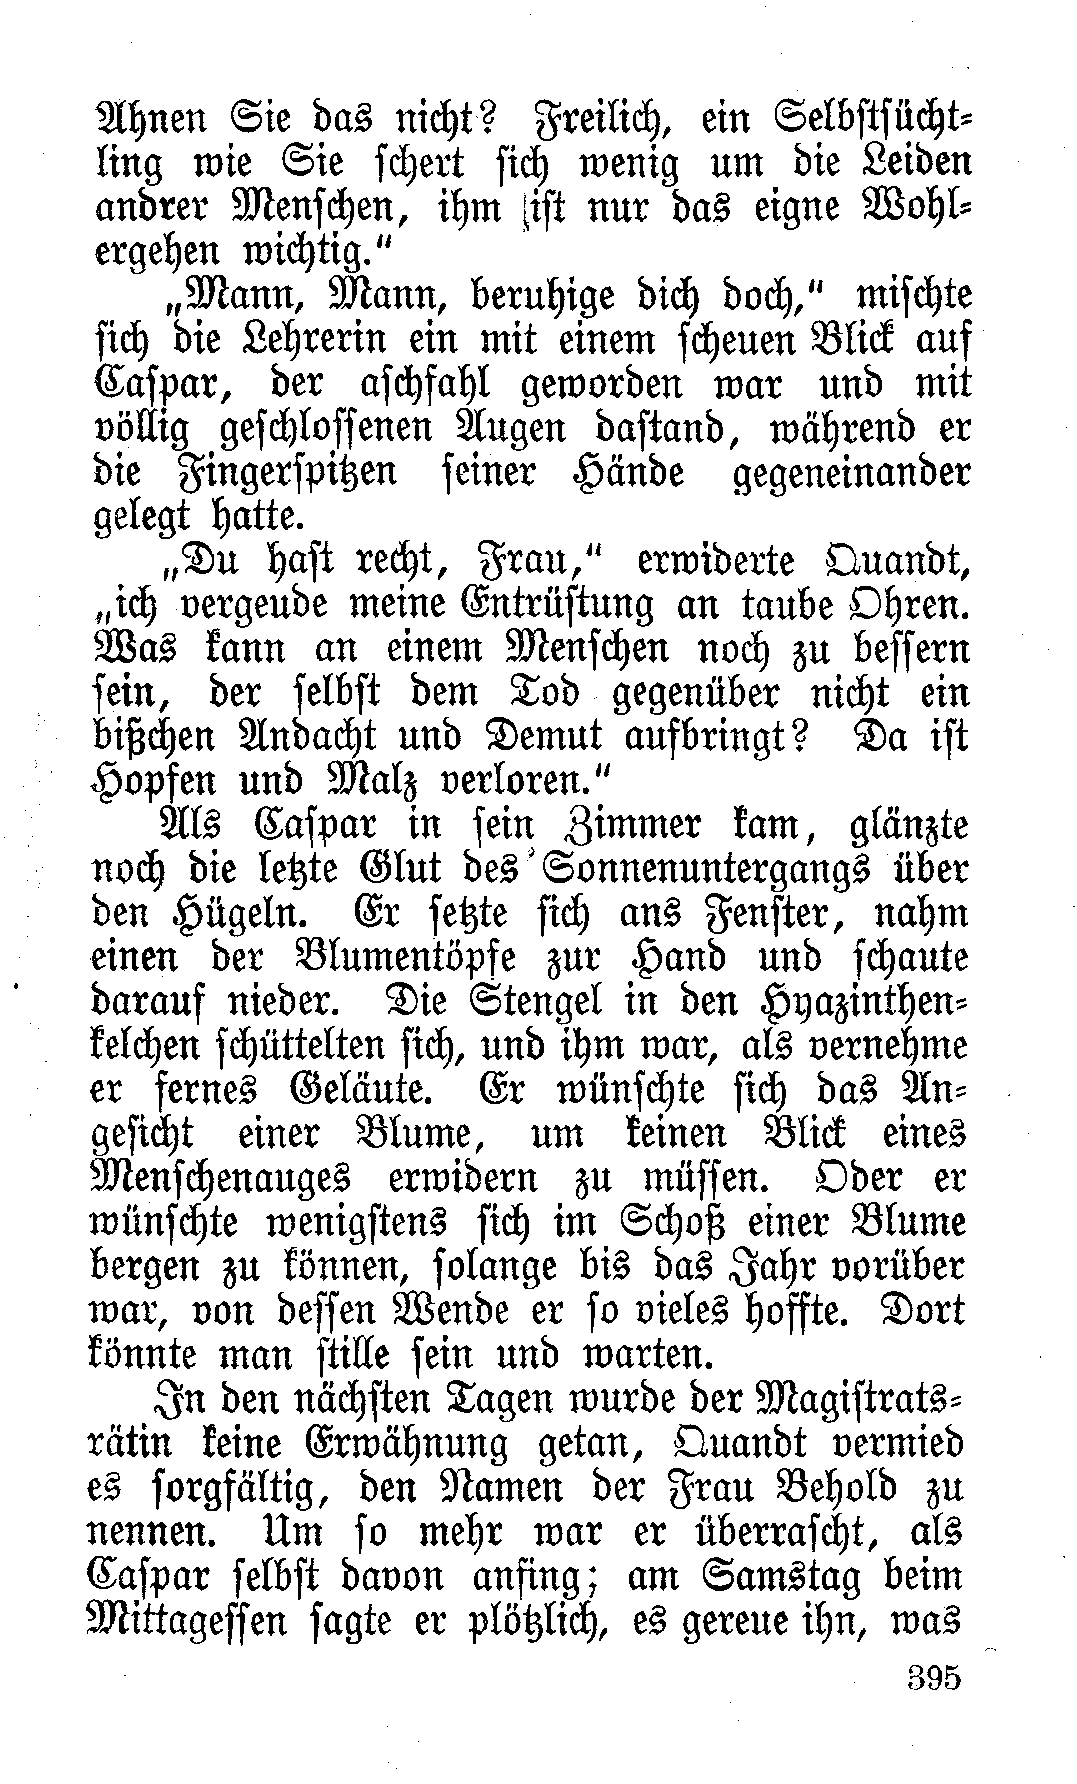 Ahnen Sie das nicht? Freilich, ein Selbstsücht-
ling wie Sie schert sich wenig um die Leiden
andrer Menschen, ihm ist nur das eigne Wohl-
ergehen wichtig."
„Mann, Mann, beruhige dich doch," mischte
sich die Lehrerin ein mit einem scheuen Blick auf
Caspar, der aschfahl geworden war und mit
völlig geschlossenen Augen dastand, während er
die Fingerspitzen seiner Hände gegeneinander
gelegt hatte.
„Du hast recht, Frau," erwiderte Quandt,
„ich vergeude meine Entrüstung an taube Ohren.
Was kann an einem Menschen noch zu bessern
sein, der selbst dem Tod gegenüber nicht ein
bißchen Andacht und Demut aufbringt? Da ist
Hopfen und Malz verloren."
Als Caspar in sein Zimmer kam, glänzte
noch die letzte Glut des Sonnenuntergangs über
den Hügeln. Er setzte sich ans Fenster, nahm
einen der Blumentöpfe zur Hand und schaute
darauf nieder. Die Stengel in den Hyazinthen-
kelchen schüttelten sich, und ihm war, als vernehme
er fernes Geläute. Er wünschte sich das An-
gesicht einer Blume, um keinen Blick eines
Menschenauges erwidern zu müssen. Oder er
wünschte wenigstens sich im Schoß einer Blume
bergen zu können, solange bis das Jahr vorüber
war, von dessen Wende er so vieles hoffte. Dort
könnte man stille sein und warten.
In den nächsten Tagen wurde der Magistrats-
rätin keine Erwähnung getan, Quandt vermied
es sorgfältig, den Namen der Frau Behold zu
nennen. Um so mehr war er überrascht, als
Caspar selbst davon anfing; am Samstag beim
Mittagessen sagte er plötzlich, es gereue ihn, was
395